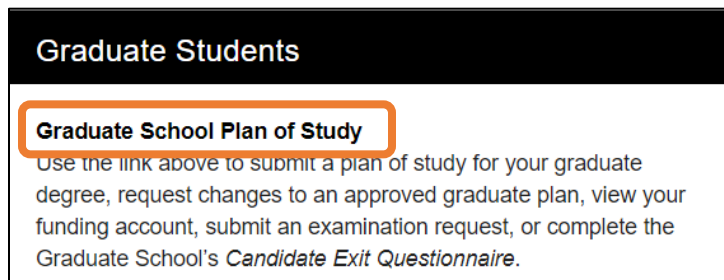 Graduate Students
Graduate School Plan of Study
Use the link above to submit a plan of study for your graduate
degree, request changes to an approved graduate plan, view your
funding account, submit an examination request, or complete the
Graduate School's Candidate Exit Questionnaire.